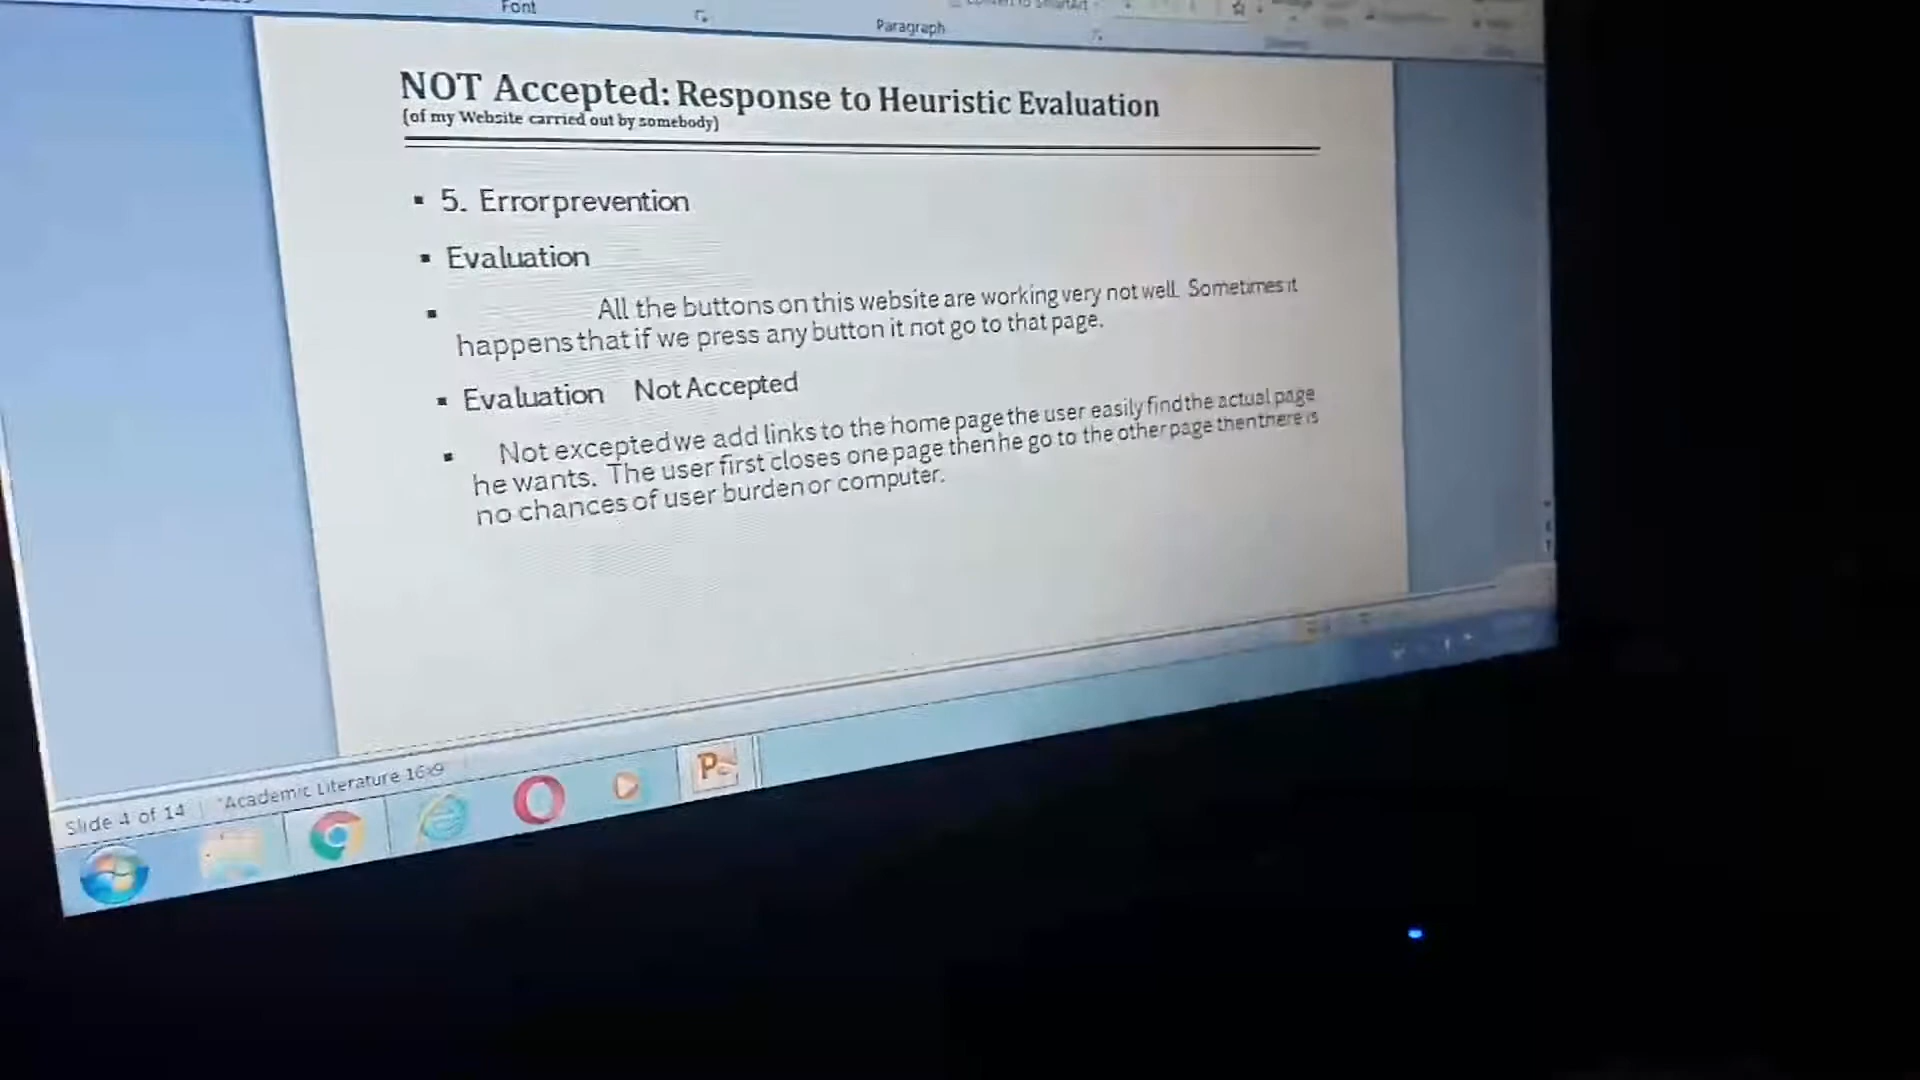 Font
Paragraph
NOT Accepted: Response to Heuristic Evaluation
(of my Website carried out by somebody)
5. Error prevention
Evaluation
All the buttons on this website are working very not well. Sometimes it
happens that if we press any button it not go to that page.
Evaluation Not Accepted
Not excepted we add links to the home page the user easily find the actual page
he wants. The user first closes one page then he go to the other page then there is
no chances of user burden or computer.
Slide 4 of 14 "Academic Literature 16x9